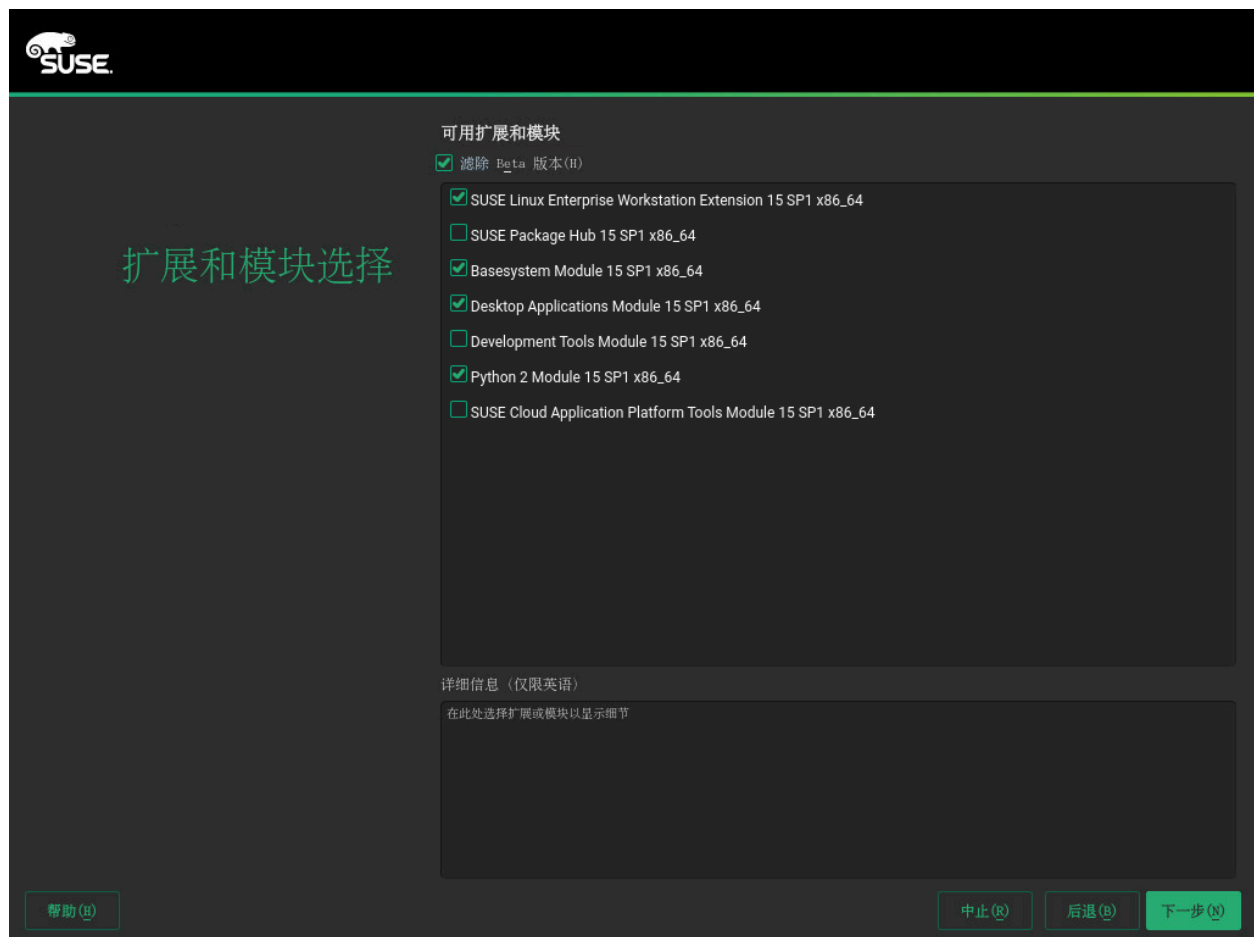 SUSE.
可用扩展和模块
滤除 Beta 版本(H)
SUSE Linux Enterprise Workstation Extension 15 SP1 x86_64
SUSE Package Hub 15 SP1 x86_64
扩展和模块选择
Basesystem Module 15 SP1 x86_64
Desktop Applications Module 15 SP1 x86_64
Development Tools Module 15 SP1 x86_64
Python 2 Module 15 SP1 x86_64
SUSE Cloud Application Platform Tools Module 15 SP1 x86_64
详细信息（仅限英语）
在此处选择扩展或模块以显示细节
帮助(H) 中止(R) 后退(B) 下一步(N)